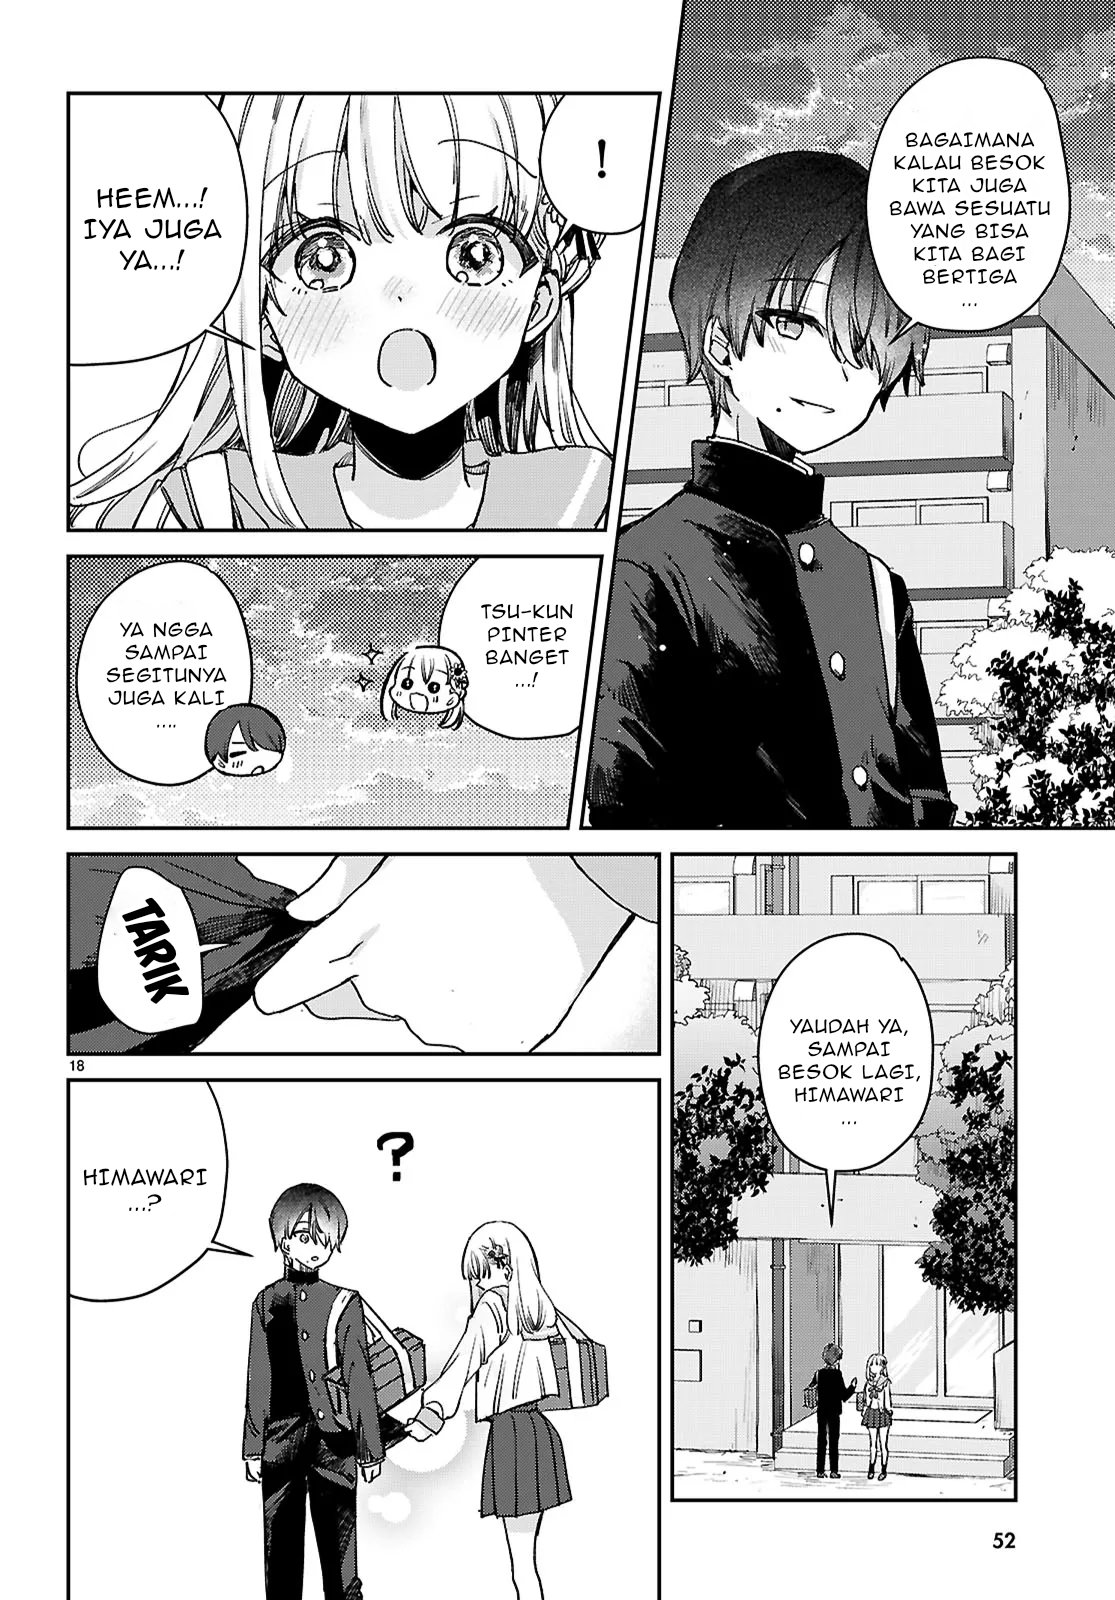 BAGAIMANA
KALAU BESOK
KITA JUGA
BAWA SESUATU
YANG BISA
KITA BAGI
BERTIGA
...
!
HEEM...!
IYA JUGA
YA...!
TSU-KUN
PINTER
BANGET
...!
YA NGGA
SAMPAI
SEGITUNYA
JUGA KALI
....
YAUDAH YA,
SAMPAI
BESOK LAGI,
HIMAWARI
...
TARIK
18
?
HIMAWARI
...?
52